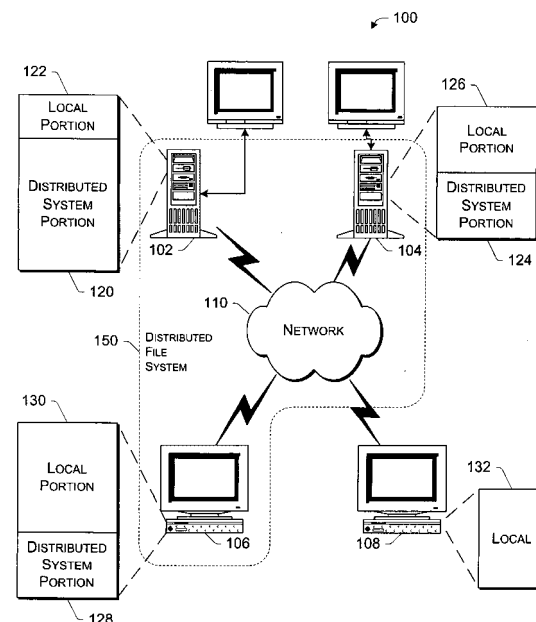 100
122
LOCAL
PORTION
DISTRIBUTED
SYSTEM
PORTION
120
102
126
LOCAL
PORTION
DISTRIBUTED
SYSTEM
PORTION
124
104
110
NETWORK
150
DISTRIBUTED
FILE
SYSTEM
130
LOCAL
PORTION
DISTRIBUTED
SYSTEM
PORTION
128
106
108
132
LOCAL